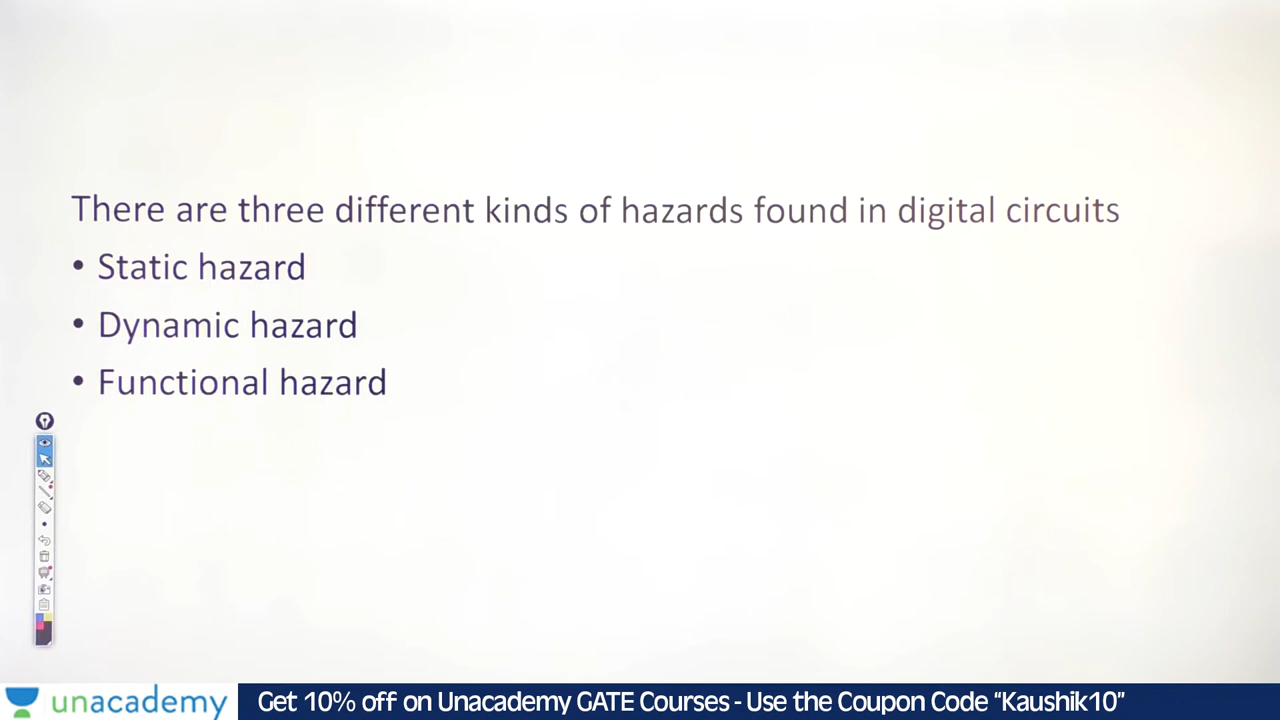 There are three different kinds of hazards found in digital circuits
• Static hazard
• Dynamic hazard
• Functional hazard
unacademy
Get 10% off on Unacademy GATE Courses - Use the Coupon Code “Kaushik10”